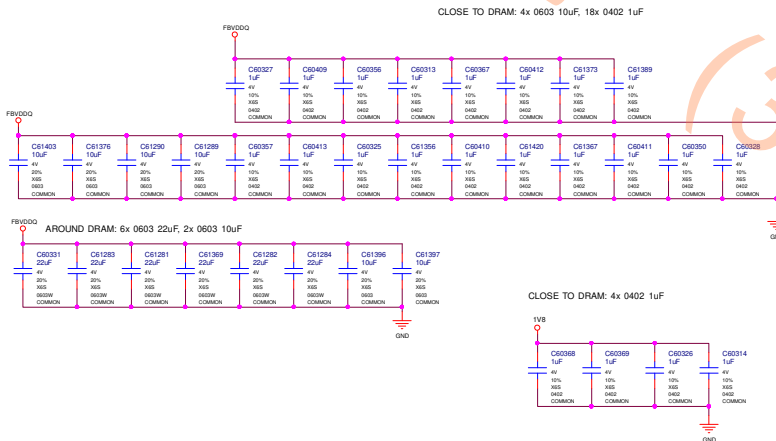 CLOSE TO DRAM: 4x 0603 10uF, 18x 0402 1uF
FBVDDQ
C60327 C60409 C60356 C60313 C60367 C60412 C61373 C61389
1uF 1uF 1uF 1uF 1uF 1uF 1uF 1uF
4V 4V 4V 4V 4V 4V 4V 4V
10% 10% 10% 10% 10% 10% 10% 10%
X6S X6S X6S X6S X6S X6S X6S X6S
0402 0402 0402 0402 0402 0402 0402 0402
COMMON COMMON COMMON COMMON COMMON COMMON COMMON COMMON
FBVDDQ
C61403 C61376 C61290 C61289 C60357 C60413 C60325 C61356 C60410 C61420 C61367 C60411 C60350 C60328
10uF 10uF 10uF 10uF 1uF 1uF 1uF 1uF 1uF 1uF 1uF 1uF 1uF 1uF
4V 4V 4V 4V 4V 4V 4V 4V 4V 4V 4V 4V 4V 4V
20% 20% 20% 20% 10% 10% 10% 10% 10% 10% 10% 10% 10% 10%
X6S X6S X6S X6S X6S X6S X6S X6S X6S X6S X6S X6S X6S X6S
0603 0603 0603 0603 0402 0402 0402 0402 0402 0402 0402 0402 0402 0402
COMMON COMMON COMMON COMMON COMMON COMMON COMMON COMMON COMMON COMMON COMMON COMMON COMMON COMMON
FBVDDQ
AROUND DRAM: 6x 0603 22uF, 2x 0603 10uF
C60331 C61283 C61281 C61369 C61282 C61284 C61396 C61397
22uF 22uF 22uF 22uF 22uF 22uF 10uF 10uF
4V 4V 4V 4V 4V 4V 4V 4V
20% 20% 20% 20% 20% 20% 20% 20%
X6S X6S X6S X6S X6S X6S X6S X6S
0603W 0603W 0603W 0603W 0603W 0603W 0603 0603
COMMON COMMON COMMON COMMON COMMON COMMON COMMON COMMON
GND
CLOSE TO DRAM: 4x 0402 1uF
1V8
C60368 C60369 C60326 C60314
1uF 1uF 1uF 1uF
4V 4V 4V 4V
10% 10% 10% 10%
X6S X6S X6S X6S
0402 0402 0402 0402
COMMON COMMON COMMON COMMON
GND